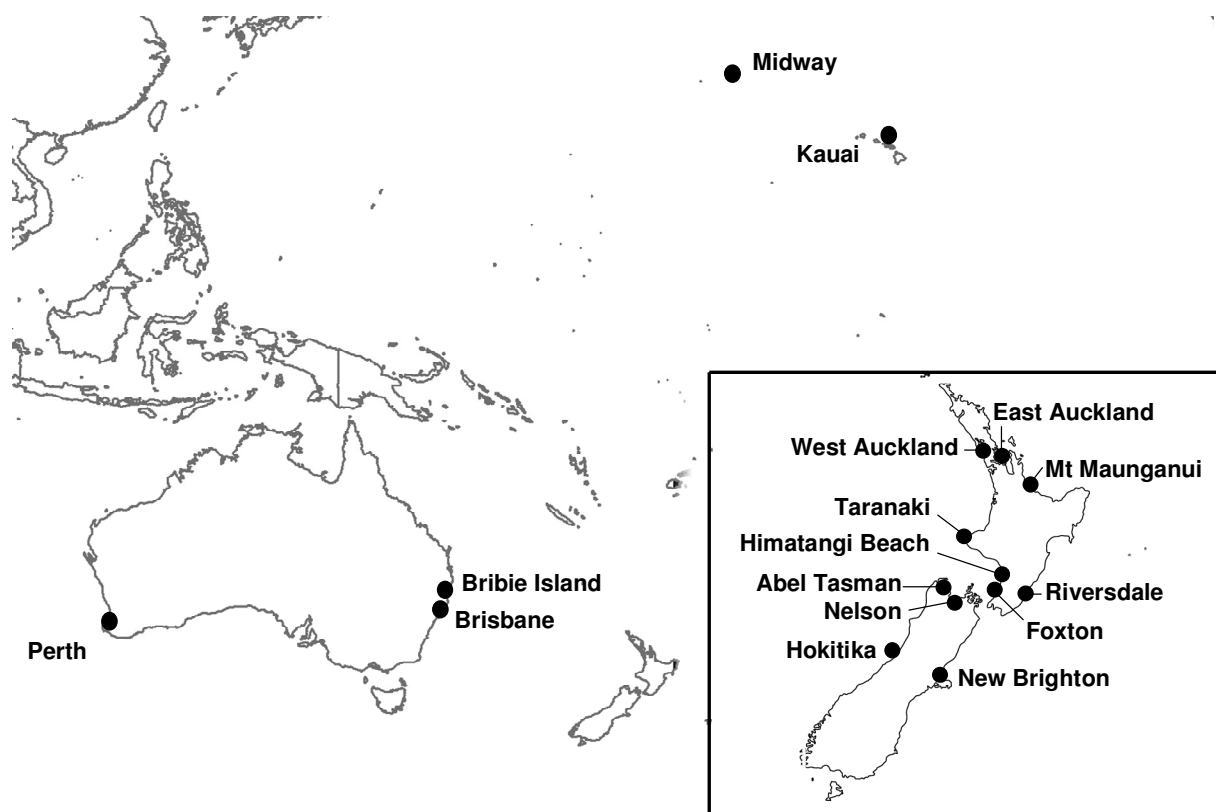 Midway
Kauai
Bribie Island
Brisbane
Perth
East Auckland
West Auckland
Mt Maunganui
Taranaki
Himatangi Beach
Abel Tasman
Riversdale
Nelson
Foxton
Hokitika
New Brighton